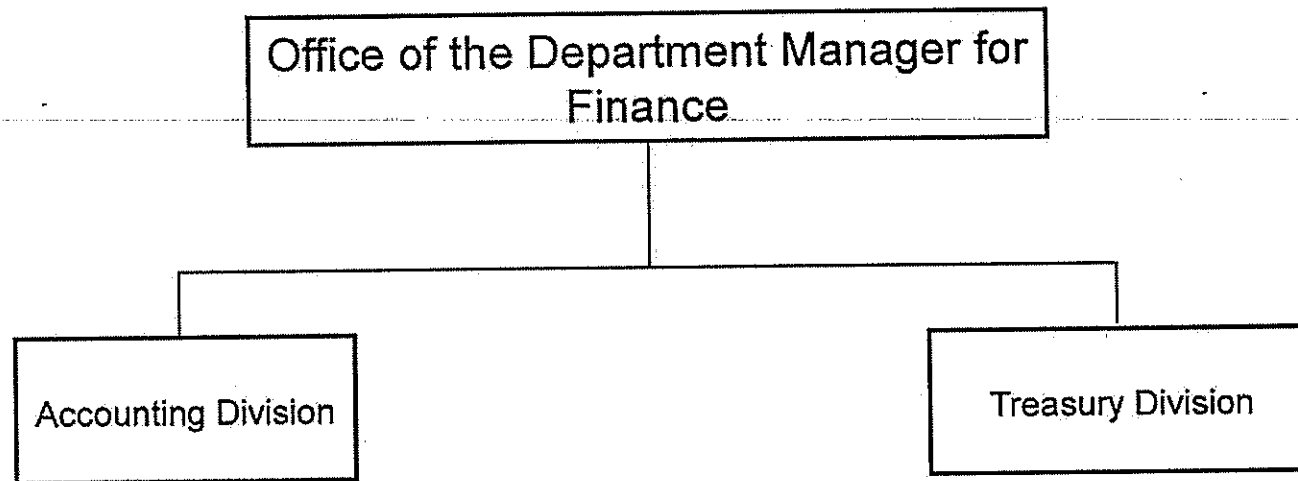 Office of the Department Manager for
Finance
Accounting Division
Treasury Division